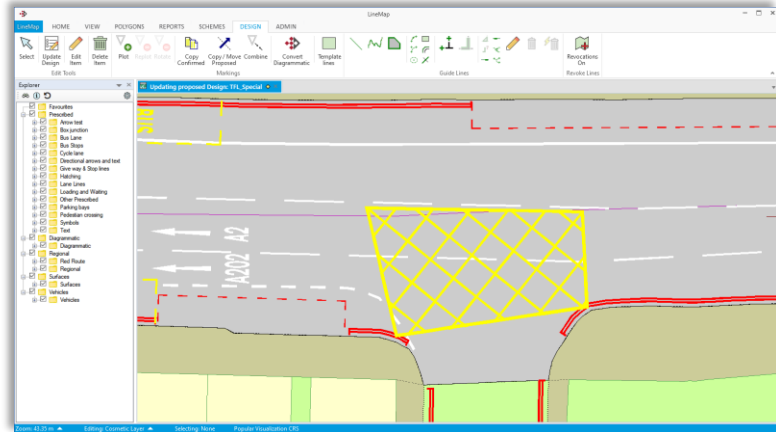 LineMap
LineMap HOME VIEW POLYGONS REPORTS SCHEMES DESIGN ADMIN
Select Update Design Edit Item Delete Item Plot Copy Confirmed Copy / Move Proposed Combine Convert Diagrammatic Template lines Revocations On
Edit Tools Markings Guide Lines Revoke Lines
Explorer
Updating proposed Design: TFL_Special
Favourites
Prescribed
Arrow text
Box junction
Bus Lane
Bus Stops
Cycle lane
Directional arrows and text
Give way & Stop lines
Hatching
Lane Lines
Loading and Waiting
Other Prescribed
Parking bays
Pedestrian crossing
Symbols
Text
Diagrammatic
Diagrammatic
Regional
Red Route
Regional
Surfaces
Surfaces
Vehicles
Vehicles
BUS
A2
A202
Zoom: 43.35 m Editing: Cosmetic Layer Selecting: None Popular Visualization CRS